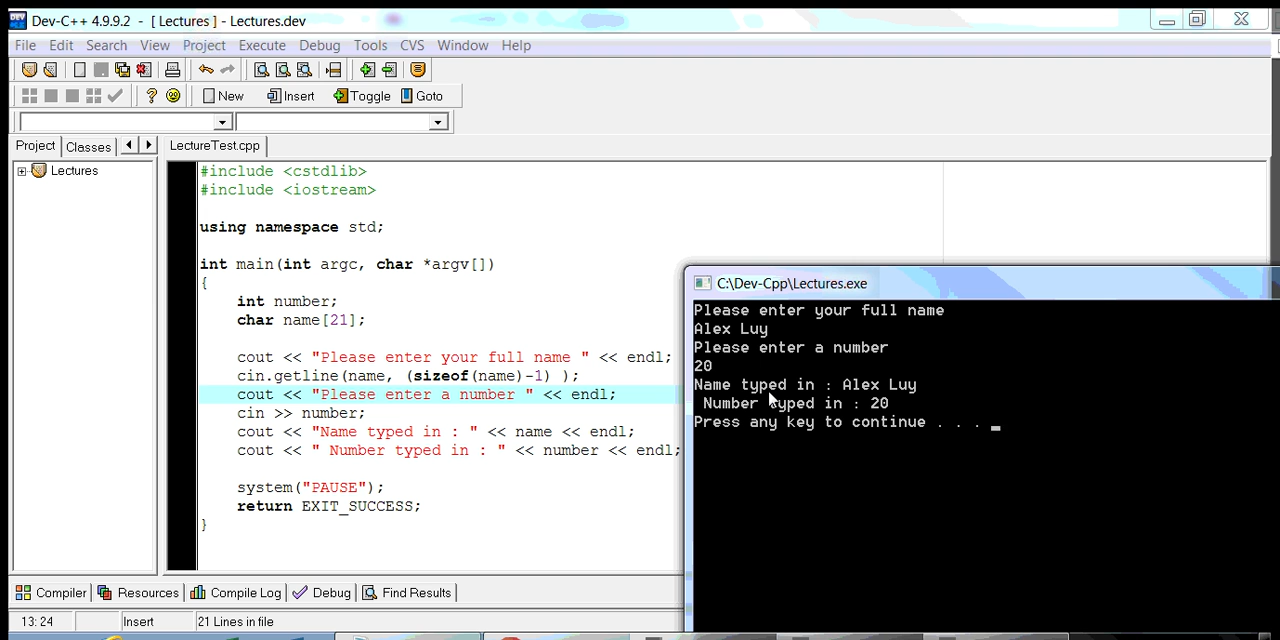 Dev-C++ 4.9.9.2 - [ Lectures ] - Lectures.dev
File Edit Search View Project Execute Debug Tools CVS Window Help
New Insert Toggle Goto
Project Classes LectureTest.cpp
Lectures
#include <cstdlib>
#include <iostream>
using namespace std;
int main(int argc, char *argv[])
{
int number;
char name[21];
cout << "Please enter your full name " << endl;
cin.getline(name, (sizeof(name)-1) );
cout << "Please enter a number " << endl;
cin >> number;
cout << "Name typed in : " << name << endl;
cout << " Number typed in : " << number << endl;
system("PAUSE");
return EXIT_SUCCESS;
}
C:\Dev-Cpp\Lectures.exe
Please enter your full name
Alex Luy
Please enter a number
20
Name typed in : Alex Luy
Number typed in : 20
Press any key to continue . . . _
Compiler Resources Compile Log Debug Find Results
13:24 Insert 21 Lines in file